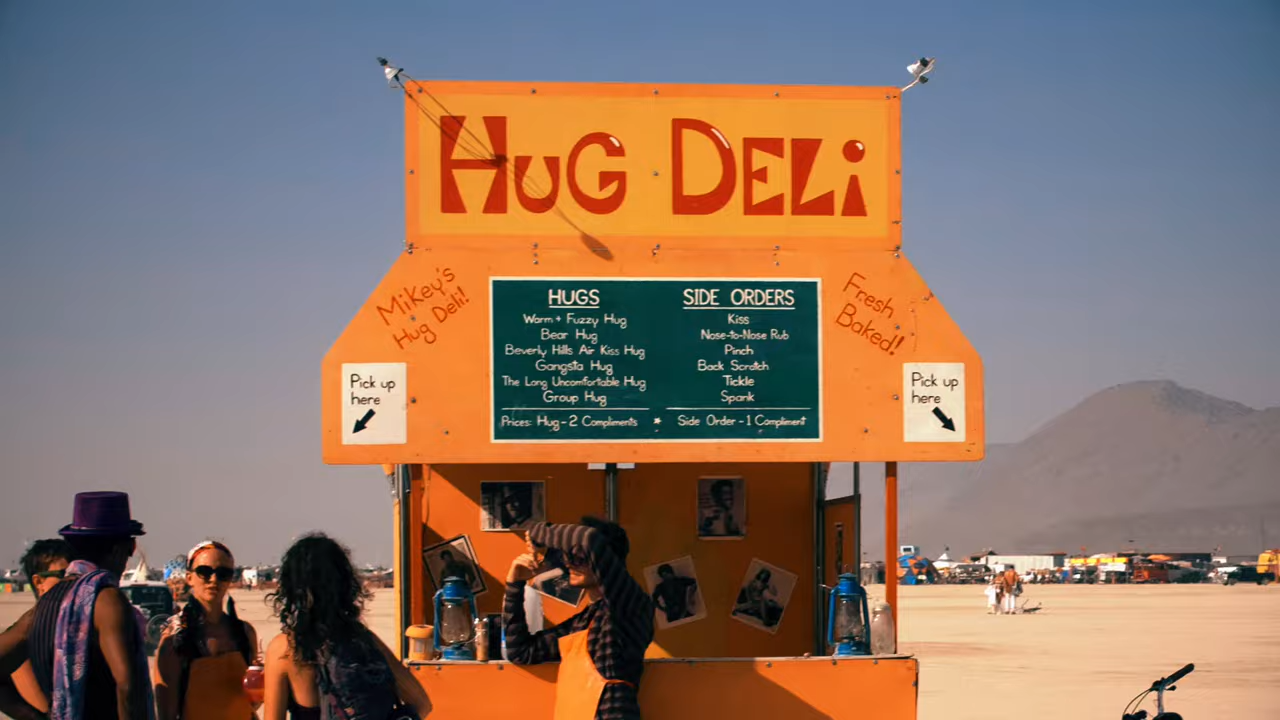 HUG DELi
Mikey's
Hug Deli!
HUGS
Warm + Fuzzy Hug
Bear Hug
Beverly Hills Air Kiss Hug
Gangsta Hug
The Long Uncomfortable Hug
Group Hug
Prices: Hug - 2 Compliments * Side Order - 1 Compliment
SIDE ORDERS
Kiss
Nose-to-Nose Rub
Pinch
Back Scratch
Tickle
Spank
Fresh
Baked!
Pick up
here
Pick up
here